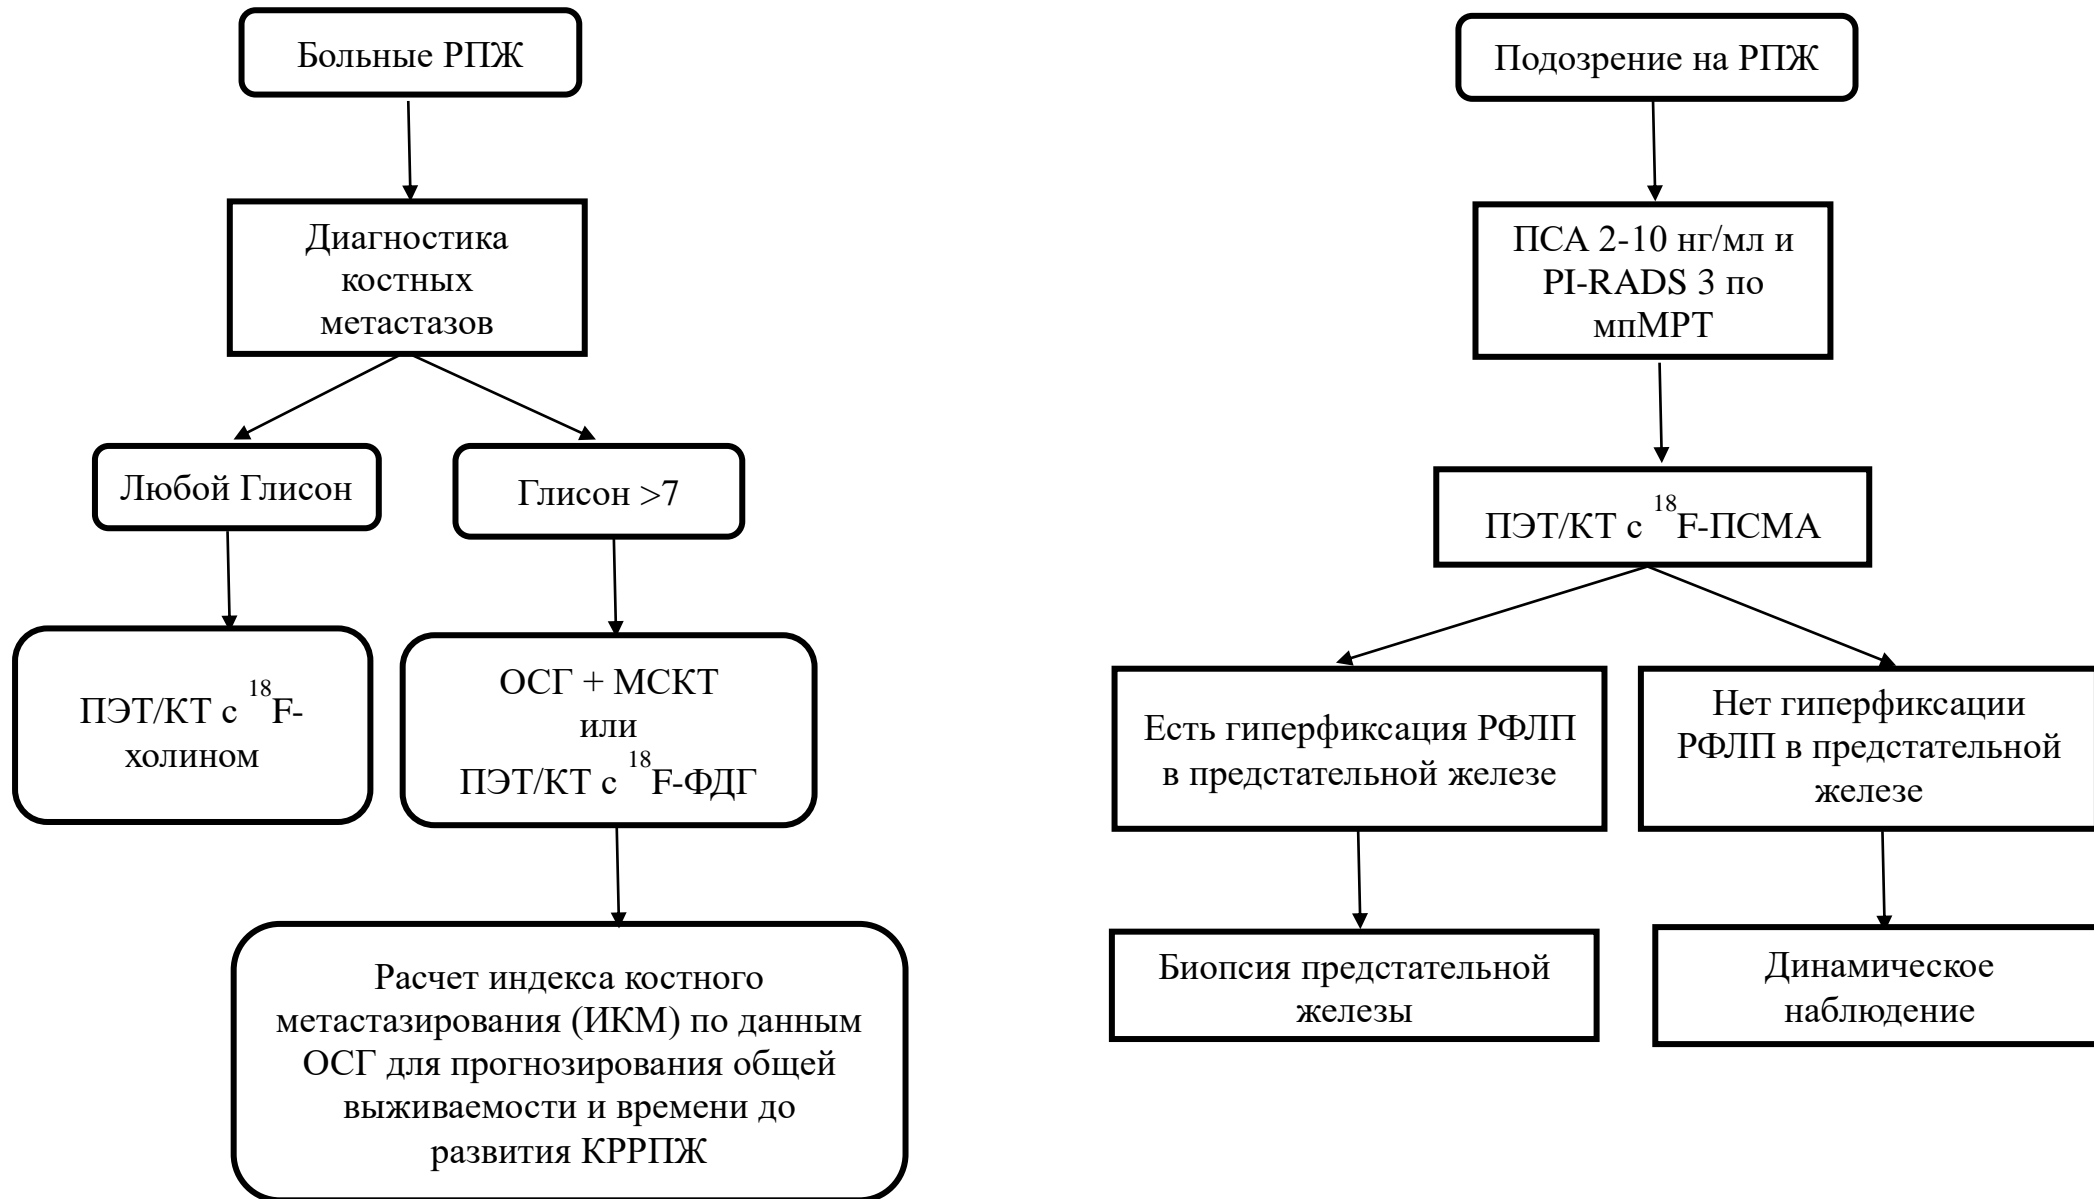 Больные РПЖ
Диагностика
костных
метастазов
Любой Глисон
Глисон >7
ПЭТ/КТ с 18F-
холином
ОСГ + МСКТ
или
ПЭТ/КТ с 18F-ФДГ
Расчет индекса костного
метастазирования (ИКМ) по данным
ОСГ для прогнозирования общей
выживаемости и времени до
развития КРРПЖ
Подозрение на РПЖ
ПСА 2-10 нг/мл и
PI-RADS 3 по
мпМРТ
ПЭТ/КТ с 18F-ПСМА
Есть гиперфиксация РФЛП
в предстательной железе
Нет гиперфиксации
РФЛП в предстательной
железе
Биопсия предстательной
железы
Динамическое
наблюдение